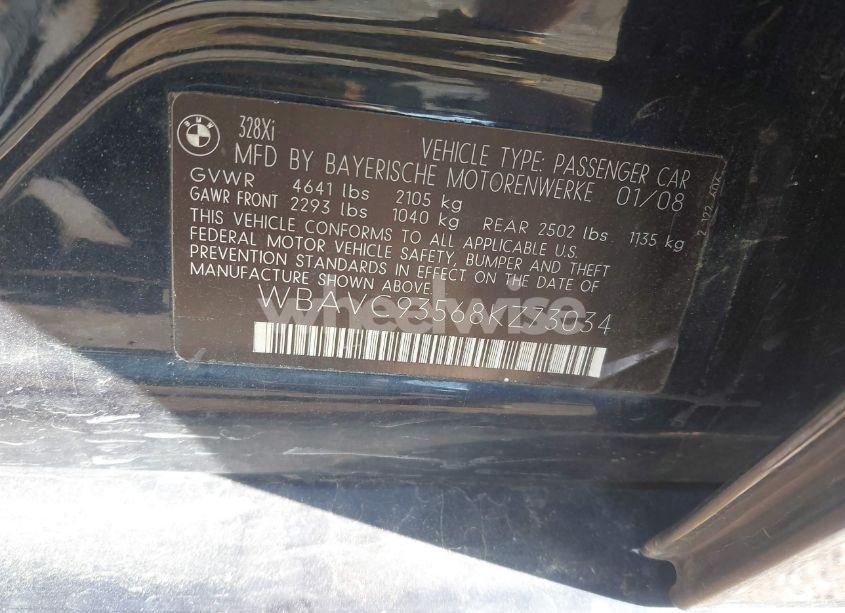 BMW
328Xi
VEHICLE TYPE: PASSENGER CAR
MFD BY BAYERISCHE MOTORENWERKE 01/08
GVWR 4641 lbs 2105 kg
GAWR FRONT 2293 lbs 1040 kg REAR 2502 lbs 1135 kg
THIS VEHICLE CONFORMS TO ALL APPLICABLE U.S.
FEDERAL MOTOR VEHICLE SAFETY, BUMPER AND THEFT
PREVENTION STANDARDS IN EFFECT ON DATE OF
MANUFACTURE SHOWN ABOVE.
WBAVC93568KZ73034
wheelwise